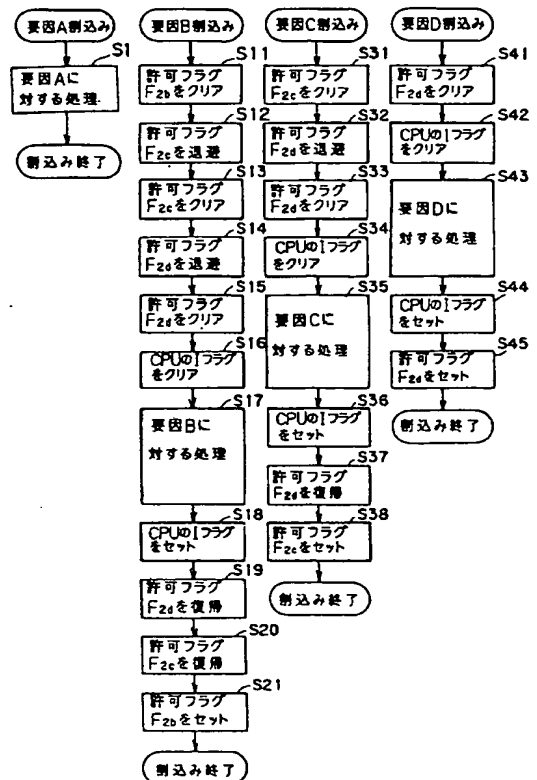 要因A割込み
S1
要因Aに
対する処理
割込み終了
要因B割込み
S11
許可フラグ
F2bをクリア
S12
許可フラグ
F2cを退避
S13
許可フラグ
F2cをクリア
S14
許可フラグ
F2dを退避
S15
許可フラグ
F2dをクリア
S16
CPUのIフラグ
をクリア
S17
要因Bに
対する処理
S18
CPUのIフラグ
をセット
S19
許可フラグ
F2dを復帰
S20
許可フラグ
F2cを復帰
S21
許可フラグ
F2bをセット
割込み終了
要因C割込み
S31
許可フラグ
F2cをクリア
S32
許可フラグ
F2dを退避
S33
許可フラグ
F2dをクリア
S34
CPUのIフラグ
をクリア
S35
要因Cに
対する処理
S36
CPUのIフラグ
をセット
S37
許可フラグ
F2dを復帰
S38
許可フラグ
F2cをセット
割込み終了
要因D割込み
S41
許可フラグ
F2dをクリア
S42
CPUのIフラグ
をクリア
S43
要因Dに
対する処理
S44
CPUのIフラグ
をセット
S45
許可フラグ
F2dをセット
割込み終了